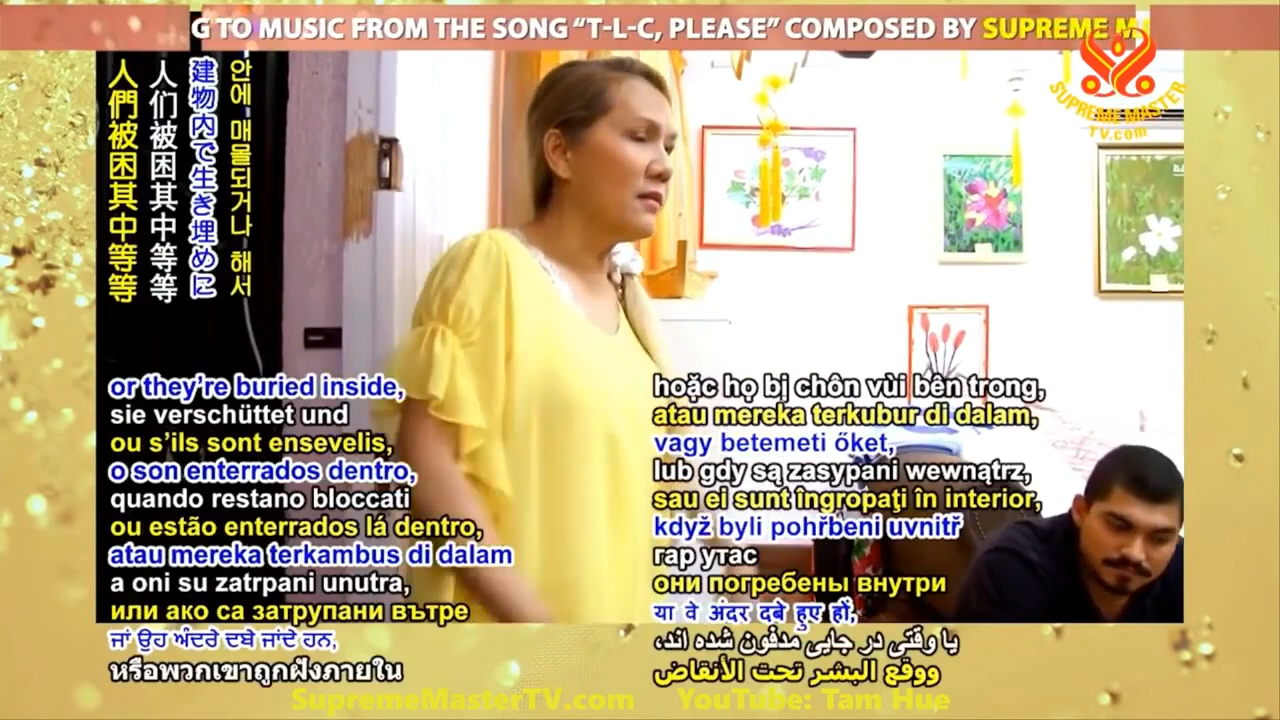 G TO MUSIC FROM THE SONG “T-L-C, PLEASE” COMPOSED BY SUPREME M
SUPREME MASTER
TV.com
人們被困其中等等
人们被困其中等等
建物内で生き埋めに
안에 매몰되거나 해서
or they’re buried inside,
sie verschüttet und
ou s’ils sont ensevelis,
o son enterrados dentro,
quando restano bloccati
ou estão enterrados lá dentro,
atau mereka terkambus di dalam
a oni su zatrpani unutra,
или ако са затрупани вътре
ਜਾਂ ਉਹ ਅੰਦਰੇ ਦਬੇ ਜਾਂਦੇ ਹਨ,
หรือพวกเขาถูกฝังภายใน
hoặc họ bị chôn vùi bên trong,
atau mereka terkubur di dalam,
vagy betemeti őket,
lub gdy są zasypani wewnątrz,
sau ei sunt îngropaţi în interior,
když byli pohřbeni uvnitř
гар утас
они погребены внутри
या वे अंदर दबे हुए हों,
یا وقتی در جایی مدفون شده اند،
ووقع البشر تحت الأنقاض
SupremeMasterTV.com
YouTube: Tam Hue